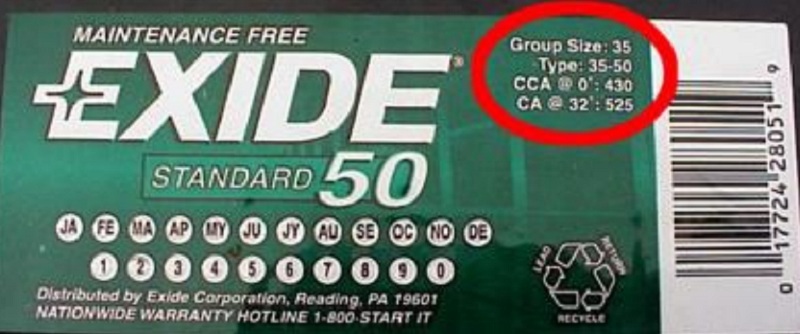 MAINTENANCE FREE
EXIDE®
STANDARD 50
Group Size: 35
Type: 35-50
CCA @ 0°: 430
CA @ 32°: 525
JA FE MA AP MY JU JY AU SE OC NO DE
1 2 3 4 5 6 7 8 9 0
Distributed by Exide Corporation, Reading, PA 19601
NATIONWIDE WARRANTY HOTLINE 1-800-START IT
LEAD
RETURN
RECYCLE
0 17724 28051 9